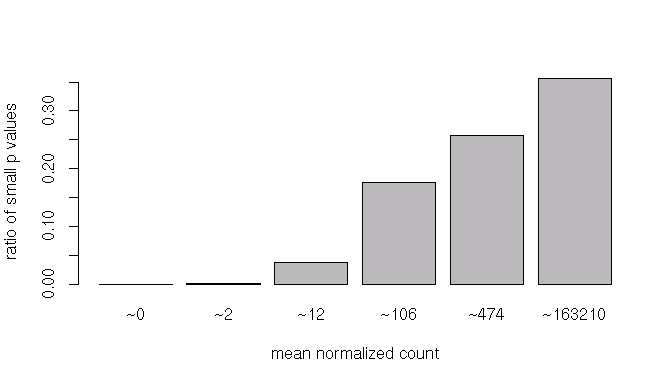 ratio of small p values
0.30
0.20
0.10
0.00
~0 ~2 ~12 ~106 ~474 ~163210
mean normalized count